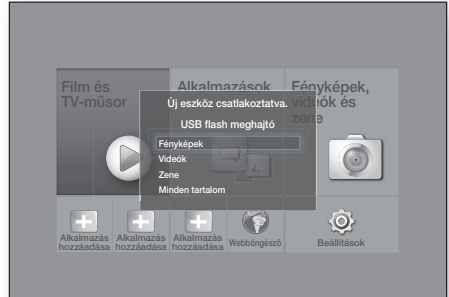 Film és
TV-műsor
Alkalmazások
Fényképek,
videók és
zene
Új eszköz csatlakoztatva.
USB flash meghajtó
Fényképek
Videók
Zene
Minden tartalom
Alkalmazás
hozzáadása
Alkalmazás
hozzáadása
Alkalmazás
hozzáadása
Webböngésző
Beállítások